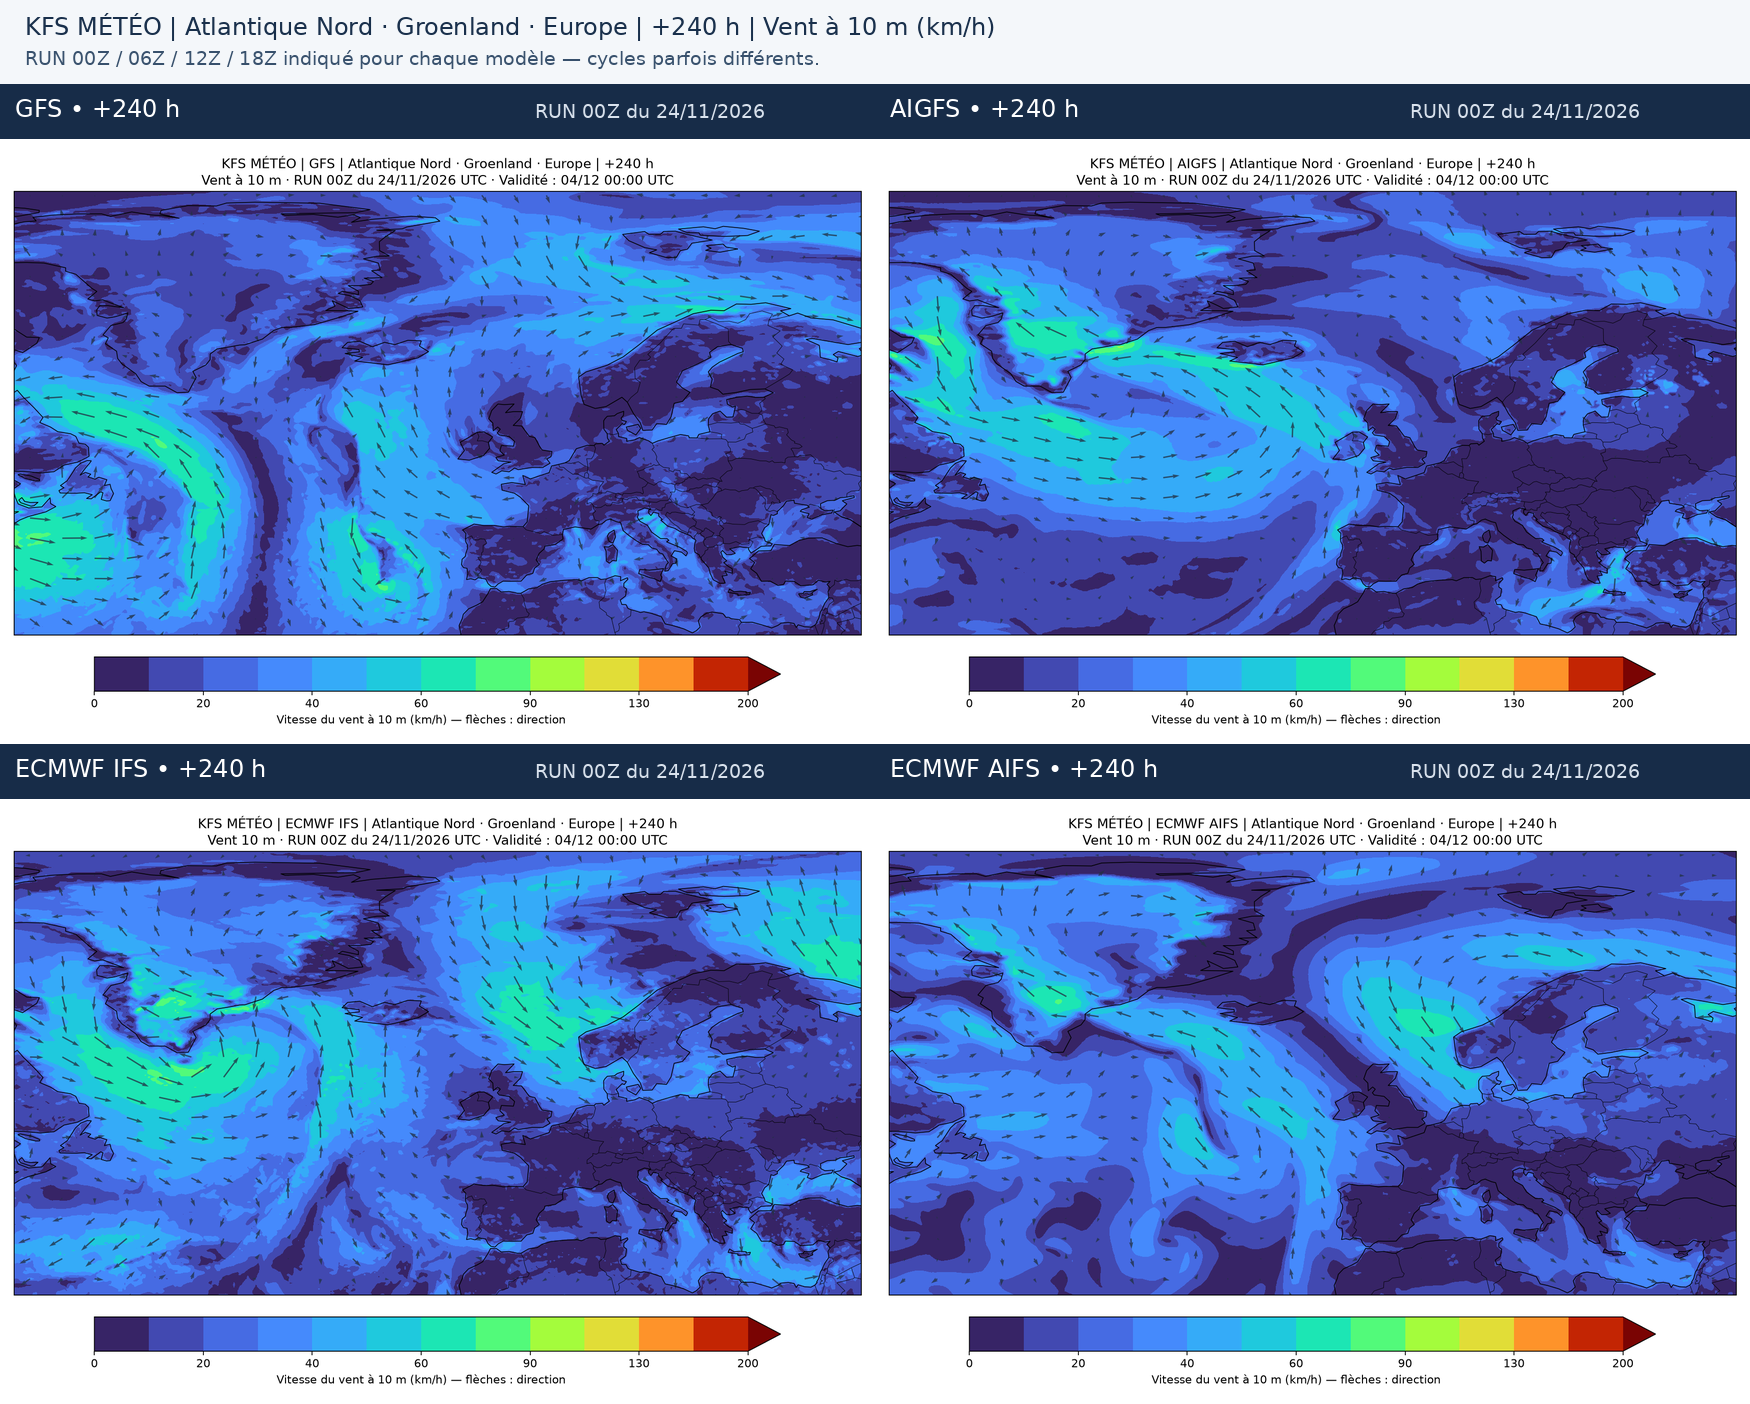 KFS MÉTÉO | Atlantique Nord · Groenland · Europe | +240 h | Vent à 10 m (km/h)
RUN 00Z / 06Z / 12Z / 18Z indiqué pour chaque modèle — cycles parfois différents.
GFS • +240 h
RUN 00Z du 24/11/2026
KFS MÉTÉO | GFS | Atlantique Nord · Groenland · Europe | +240 h
Vent à 10 m · RUN 00Z du 24/11/2026 UTC · Validité : 04/12 00:00 UTC
0 20 40 60 90 130 200
Vitesse du vent à 10 m (km/h) — flèches : direction
AIGFS • +240 h
RUN 00Z du 24/11/2026
KFS MÉTÉO | AIGFS | Atlantique Nord · Groenland · Europe | +240 h
Vent à 10 m · RUN 00Z du 24/11/2026 UTC · Validité : 04/12 00:00 UTC
0 20 40 60 90 130 200
Vitesse du vent à 10 m (km/h) — flèches : direction
ECMWF IFS • +240 h
RUN 00Z du 24/11/2026
KFS MÉTÉO | ECMWF IFS | Atlantique Nord · Groenland · Europe | +240 h
Vent 10 m · RUN 00Z du 24/11/2026 UTC · Validité : 04/12 00:00 UTC
0 20 40 60 90 130 200
Vitesse du vent à 10 m (km/h) — flèches : direction
ECMWF AIFS • +240 h
RUN 00Z du 24/11/2026
KFS MÉTÉO | ECMWF AIFS | Atlantique Nord · Groenland · Europe | +240 h
Vent 10 m · RUN 00Z du 24/11/2026 UTC · Validité : 04/12 00:00 UTC
0 20 40 60 90 130 200
Vitesse du vent à 10 m (km/h) — flèches : direction